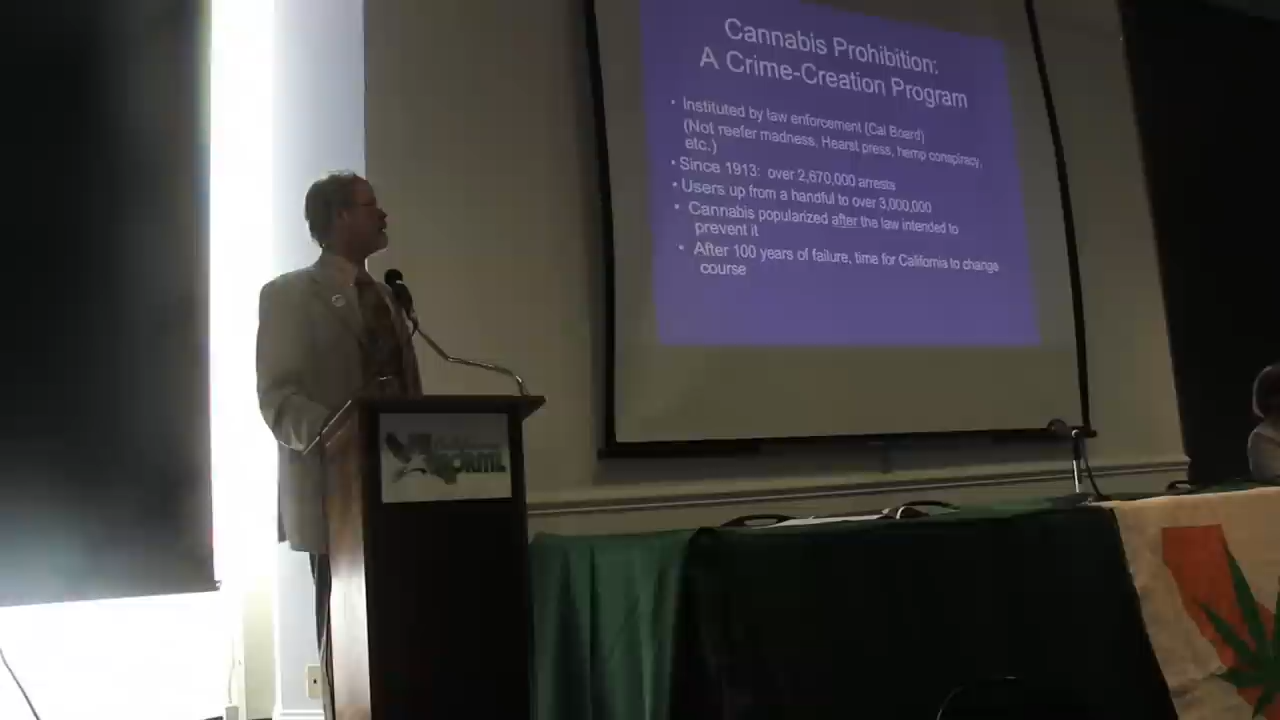 Cannabis Prohibition:
A Crime-Creation Program
• Instituted by law enforcement (Cal Board)
(Not reefer madness, Hearst press, hemp conspiracy,
etc.)
• Since 1913: over 2,670,000 arrests
• Users up from a handful to over 3,000,000
• Cannabis popularized after the law intended to
prevent it
• After 100 years of failure, time for California to change
course
NORML